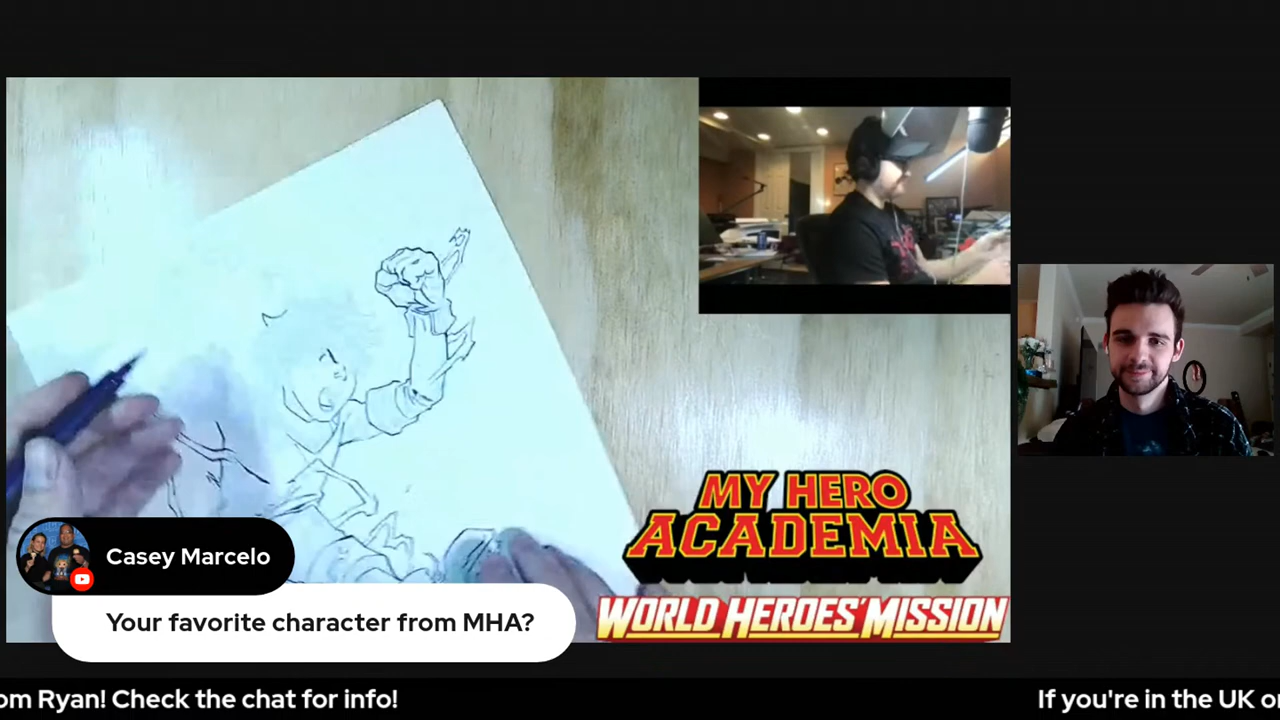 MY HERO
ACADEMIA
WORLD HEROES' MISSION
Casey Marcelo
Your favorite character from MHA?
om Ryan! Check the chat for info!
If you're in the UK o